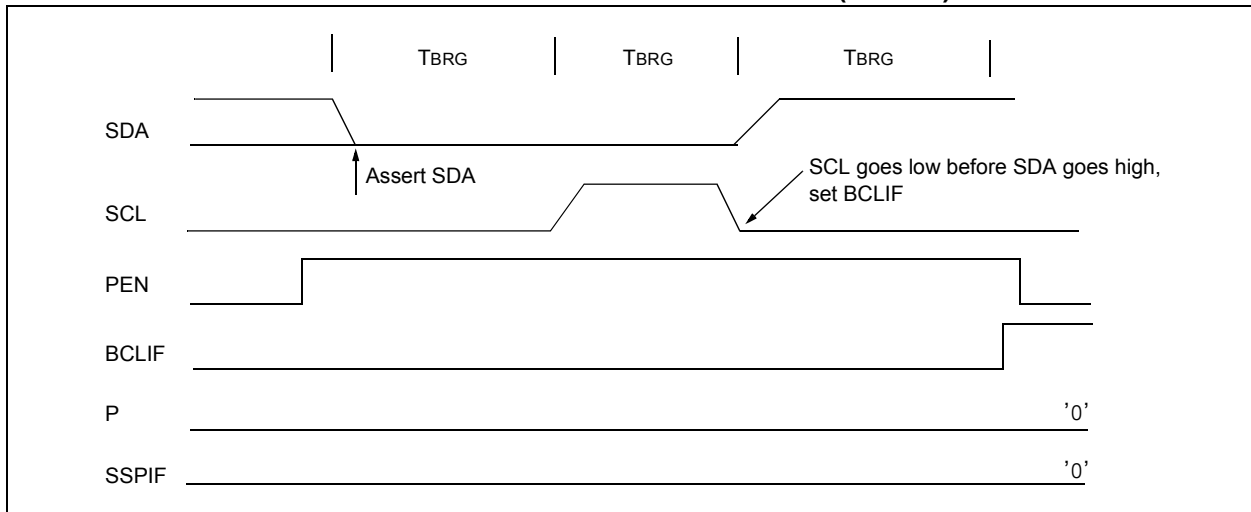 TBRG TBRG TBRG
SDA
Assert SDA
SCL goes low before SDA goes high,
set BCLIF
SCL
PEN
BCLIF
P '0'
SSPIF '0'